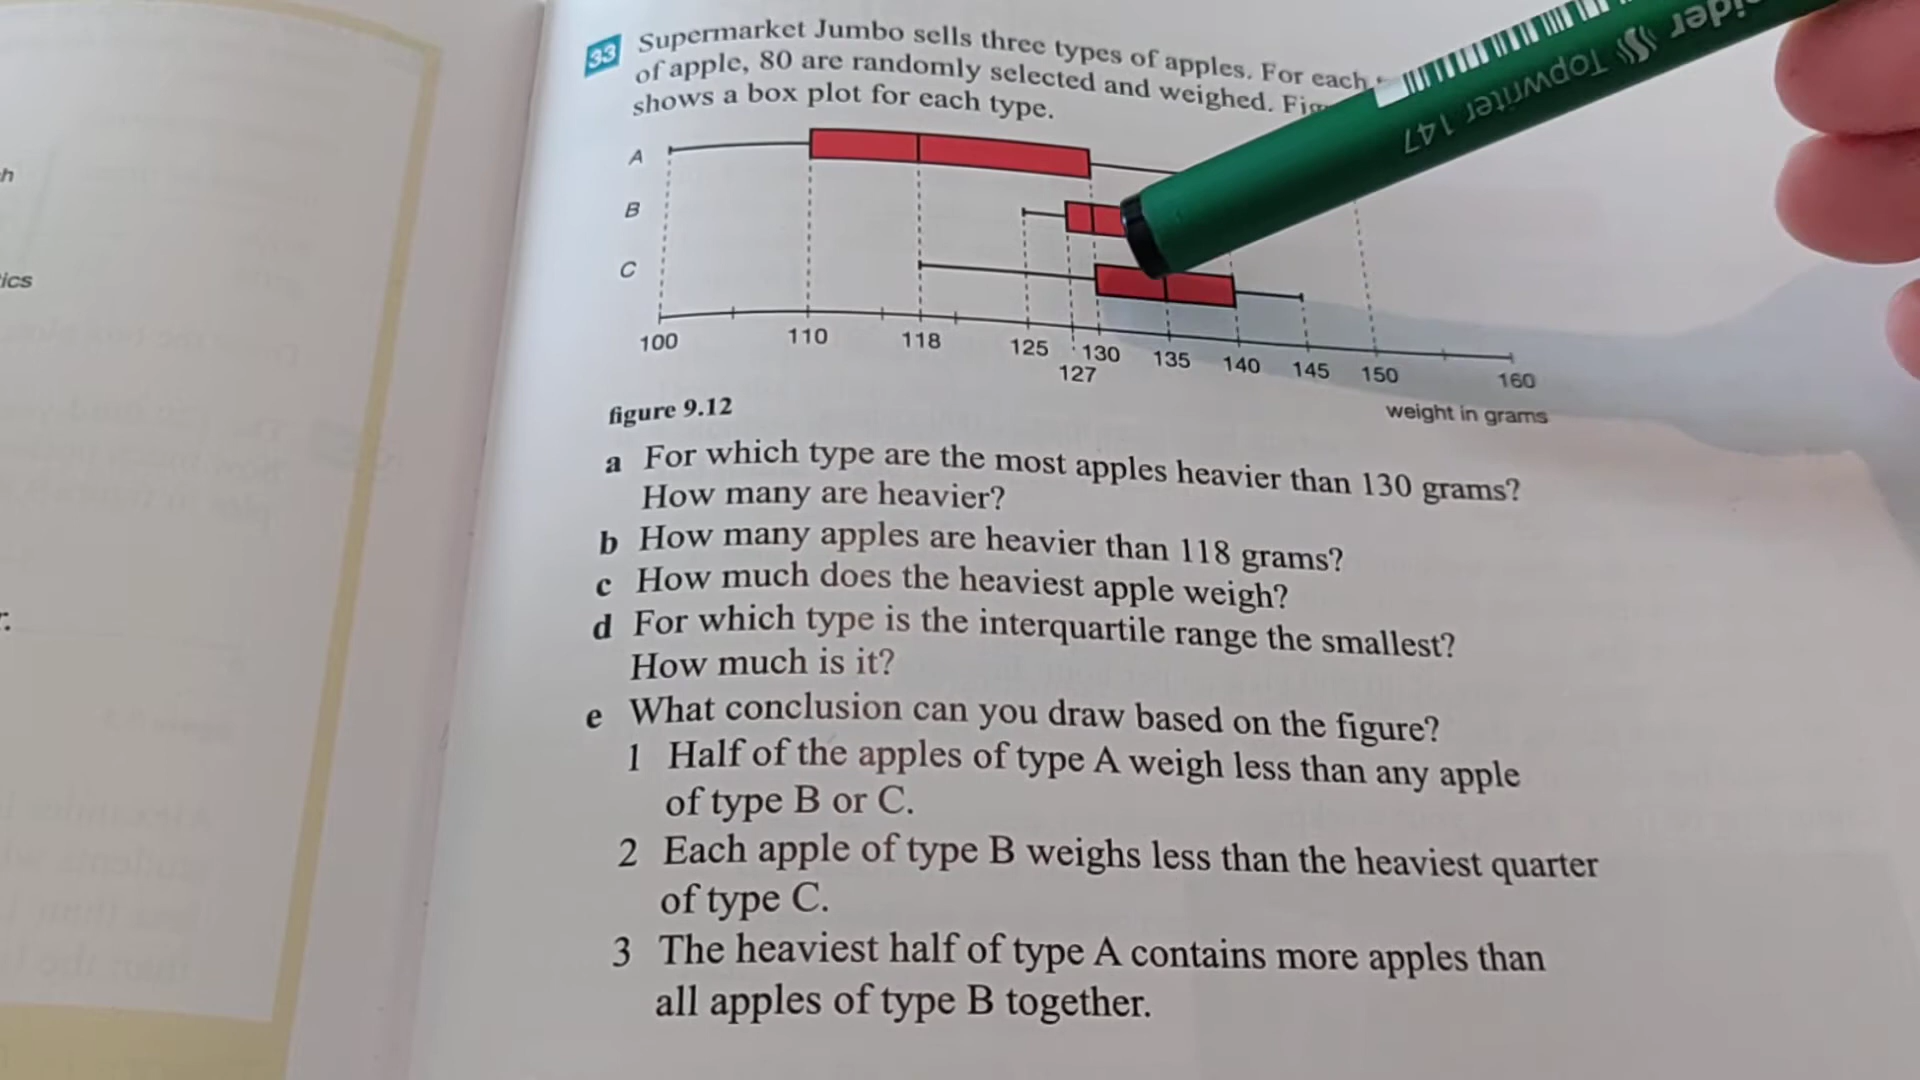 33 Supermarket Jumbo sells three types of apples. For each
of apple, 80 are randomly selected and weighed.
shows a box plot for each type.
A
B
C
100 110 118 125 127 130 135 140 145 150 160
weight in grams
figure 9.12
a For which type are the most apples heavier than 130 grams?
How many are heavier?
b How many apples are heavier than 118 grams?
c How much does the heaviest apple weigh?
d For which type is the interquartile range the smallest?
How much is it?
e What conclusion can you draw based on the figure?
1 Half of the apples of type A weigh less than any apple
of type B or C.
2 Each apple of type B weighs less than the heaviest quarter
of type C.
3 The heaviest half of type A contains more apples than
all apples of type B together.
Topwriter 147
ics